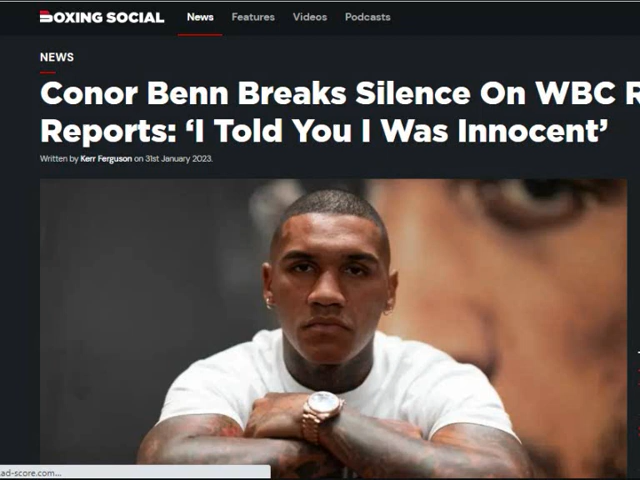 BOXING SOCIAL News Features Videos Podcasts
NEWS
Conor Benn Breaks Silence On WBC R
Reports: ‘I Told You I Was Innocent’
Written by Kerr Ferguson on 31st January 2023.
ad-score.com...